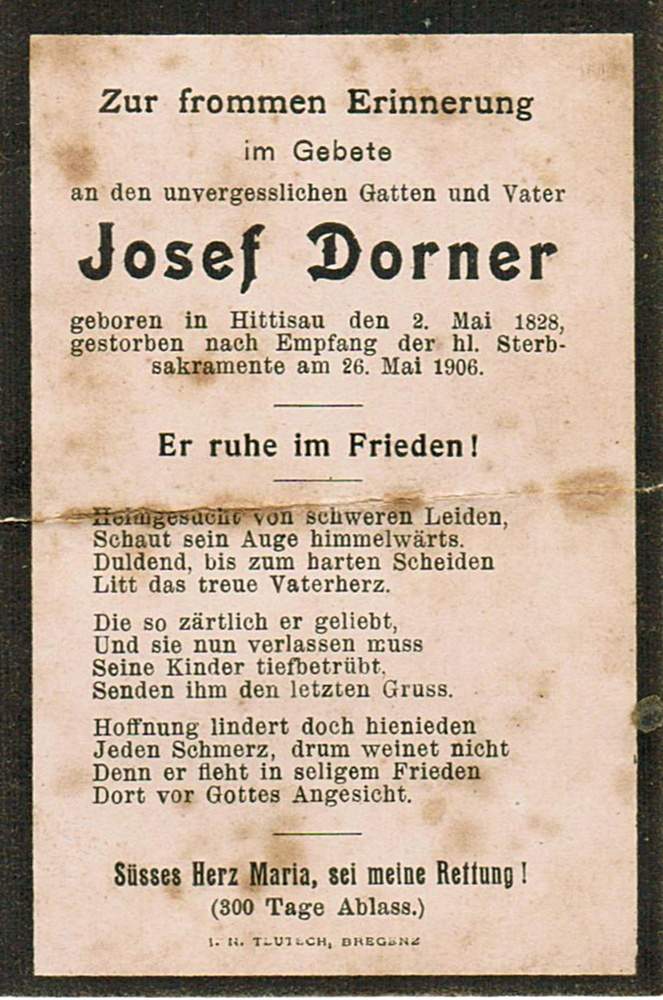 Zur frommen Erinnerung
im Gebete
an den unvergesslichen Gatten und Vater
Josef Dorner
geboren in Hittisau den 2. Mai 1828,
gestorben nach Empfang der hl. Sterb-
sakramente am 26. Mai 1906.
Er ruhe im Frieden!
Heimgesucht von schweren Leiden,
Schaut sein Auge himmelwärts.
Duldend, bis zum harten Scheiden
Litt das treue Vaterherz.
Die so zärtlich er geliebt,
Und sie nun verlassen muss
Seine Kinder tiefbetrübt,
Senden ihm den letzten Gruss.
Hoffnung lindert doch hienieden
Jeden Schmerz, drum weinet nicht
Denn er fleht in seligem Frieden
Dort vor Gottes Angesicht.
Süsses Herz Maria, sei meine Rettung!
(300 Tage Ablass.)
TEUTSCH, BREGENZ